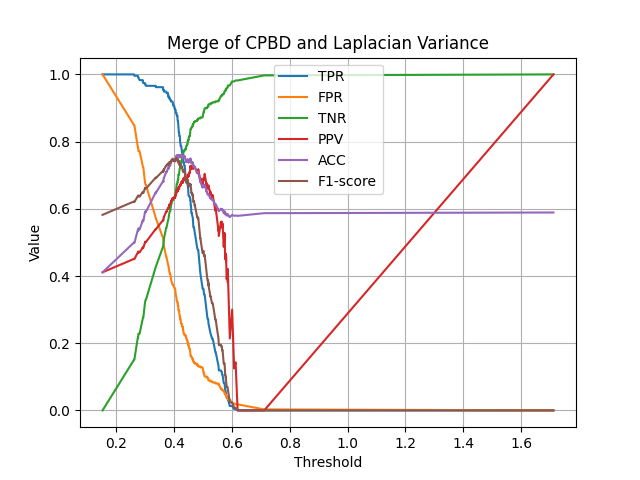 Merge of CPBD and Laplacian Variance
1.0
0.8
0.6
0.4
0.2
0.0
Value
TPR
FPR
TNR
PPV
ACC
F1-score
0.2 0.4 0.6 0.8 1.0 1.2 1.4 1.6
Threshold